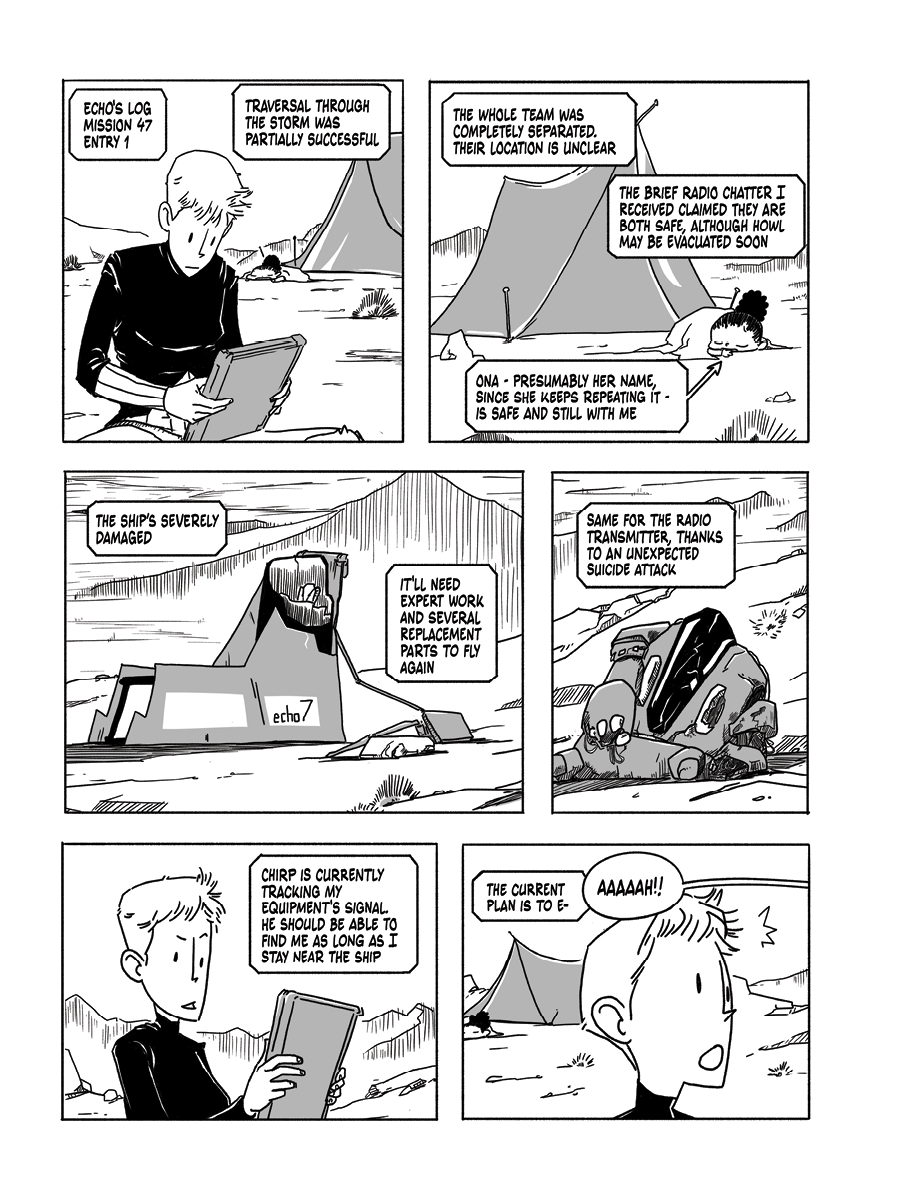 ECHO'S LOG
MISSION 47
ENTRY 1
TRAVERSAL THROUGH
THE STORM WAS
PARTIALLY SUCCESSFUL
THE WHOLE TEAM WAS
COMPLETELY SEPARATED.
THEIR LOCATION IS UNCLEAR
THE BRIEF RADIO CHATTER I
RECEIVED CLAIMED THEY ARE
BOTH SAFE, ALTHOUGH HOWL
MAY BE EVACUATED SOON
ONA - PRESUMABLY HER NAME,
SINCE SHE KEEPS REPEATING IT -
IS SAFE AND STILL WITH ME
THE SHIP'S SEVERELY
DAMAGED
IT'LL NEED
EXPERT WORK
AND SEVERAL
REPLACEMENT
PARTS TO FLY
AGAIN
echo7
SAME FOR THE RADIO
TRANSMITTER, THANKS
TO AN UNEXPECTED
SUICIDE ATTACK
CHIRP IS CURRENTLY
TRACKING MY
EQUIPMENT'S SIGNAL.
HE SHOULD BE ABLE TO
FIND ME AS LONG AS I
STAY NEAR THE SHIP
THE CURRENT
PLAN IS TO E-
AAAAAH!!